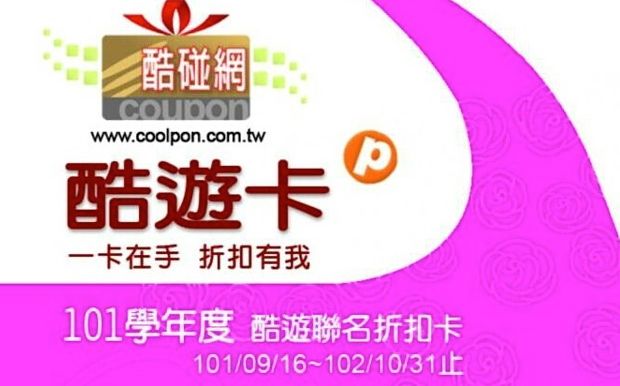 酷碰網
coupon
www.coolpon.com.tw
p
酷遊卡
一卡在手 折扣有我
101學年度 酷遊聯名折扣卡
101/09/16~102/10/31止